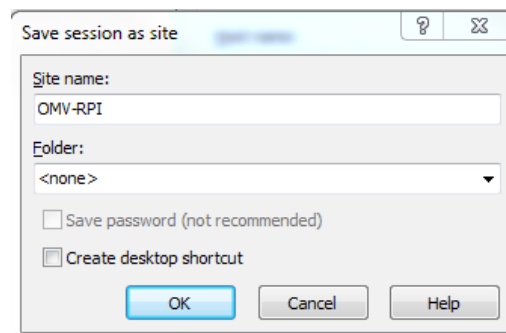 Save session as site
Site name:
OMV-RPI
Folder:
<none>
Save password (not recommended)
Create desktop shortcut
OK Cancel Help